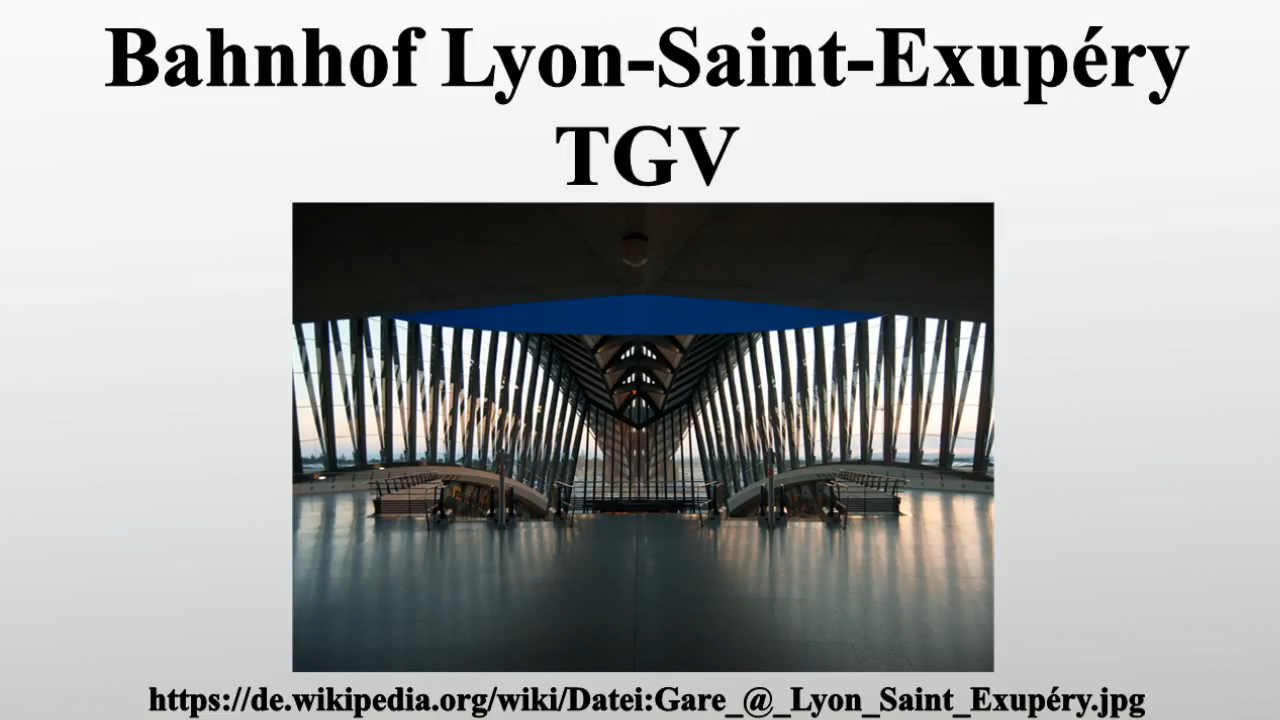 Bahnhof Lyon-Saint-Exupéry
TGV
https://de.wikipedia.org/wiki/Datei:Gare_@_Lyon_Saint_Exupéry.jpg